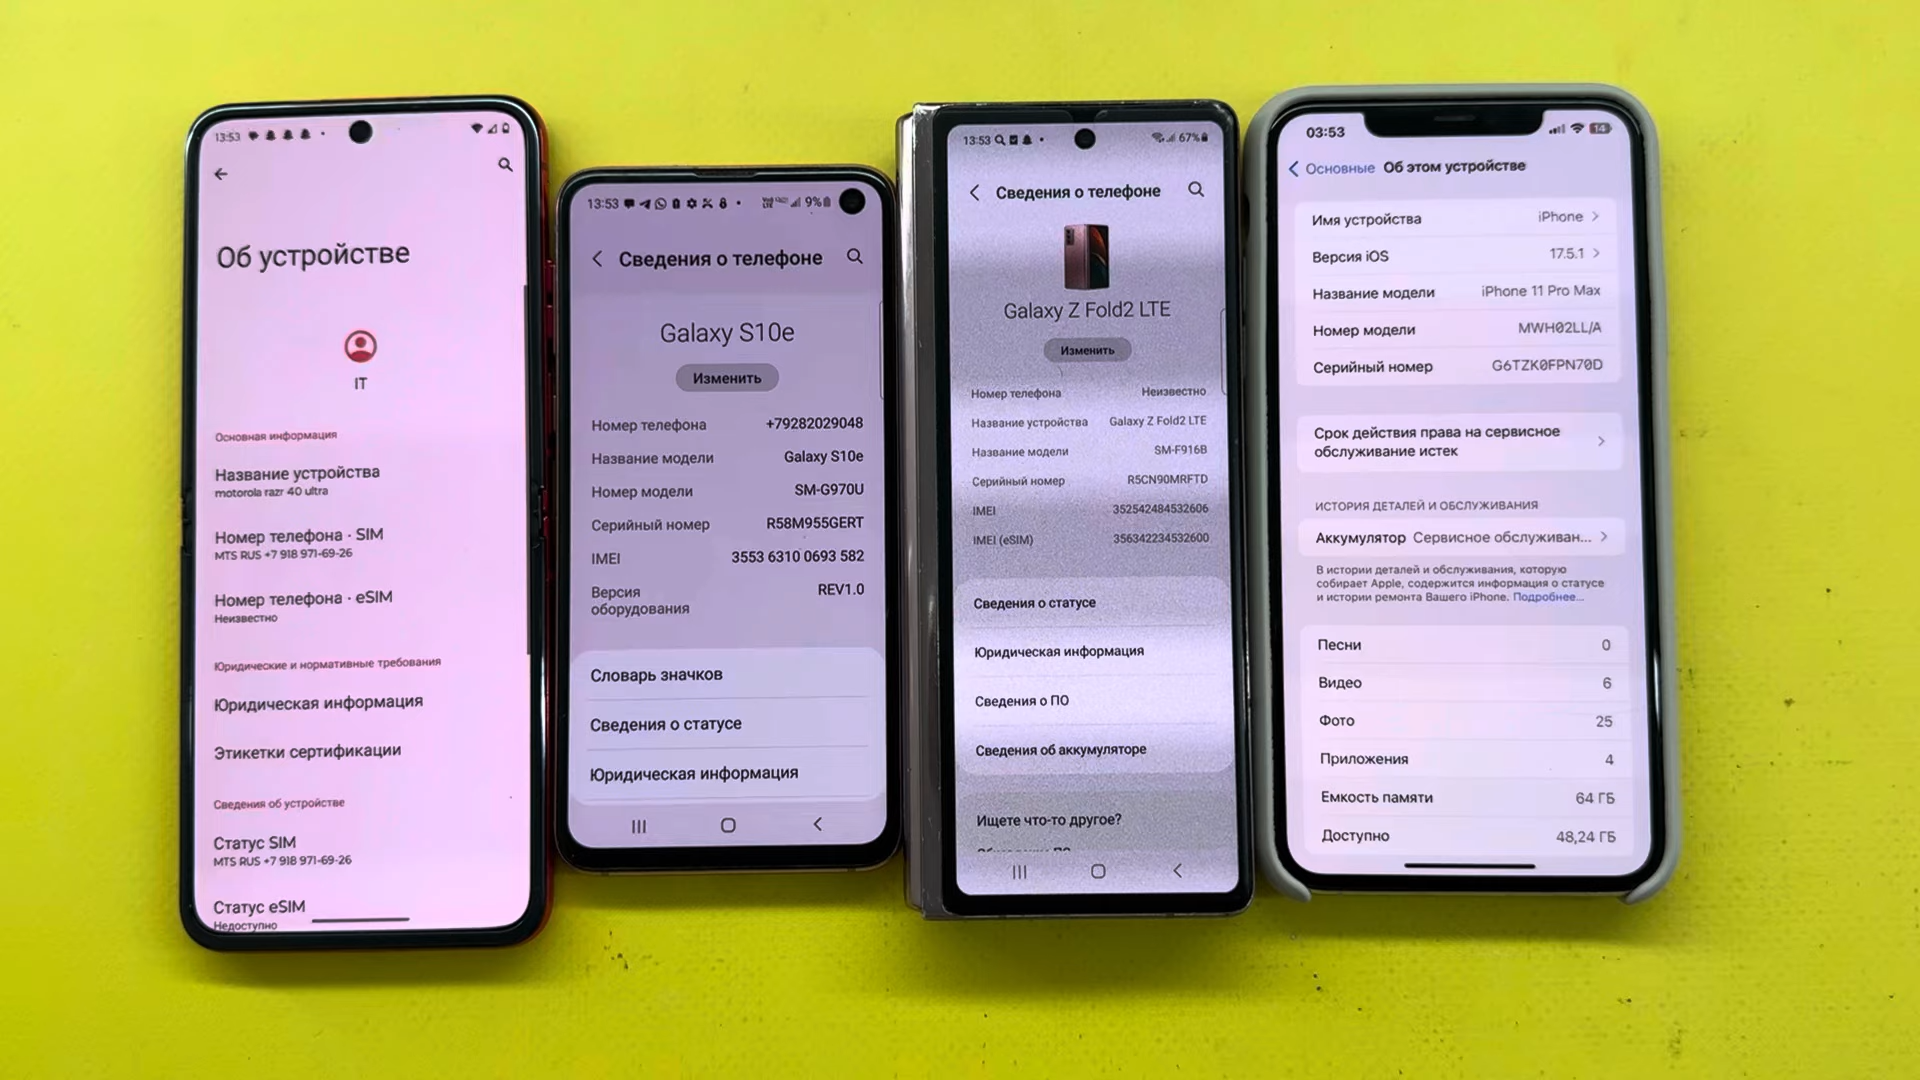 13:53
Об устройстве
IT
Основная информация
Название устройства
motorola razr 40 ultra
Номер телефона · SIM
MTS RUS +7 918 971-69-26
Номер телефона · eSIM
Неизвестно
Юридические и нормативные требования
Юридическая информация
Этикетки сертификации
Сведения об устройстве
Статус SIM
MTS RUS +7 918 971-69-26
Статус eSIM
Недоступно
13:53 9%
Сведения о телефоне
Galaxy S10e
Изменить
Номер телефона +79282029048
Название модели Galaxy S10e
Номер модели SM-G970U
Серийный номер R58M955GERT
IMEI 3553 6310 0693 582
Версия
оборудования REV1.0
Словарь значков
Сведения о статусе
Юридическая информация
13:53 67%
Сведения о телефоне
Galaxy Z Fold2 LTE
Изменить
Номер телефона Неизвестно
Название устройства Galaxy Z Fold2 LTE
Название модели SM-F916B
Серийный номер R5CN90MRFTD
IMEI 352542484532606
IMEI (eSIM) 356342234532600
Сведения о статусе
Юридическая информация
Сведения о ПО
Сведения об аккумуляторе
Ищете что-то другое?
03:53 14
Основные Об этом устройстве
Имя устройства iPhone
Версия iOS 17.5.1
Название модели iPhone 11 Pro Max
Номер модели MWH02LL/A
Серийный номер G6TZK0FPN70D
Срок действия права на сервисное
обслуживание истек
ИСТОРИЯ ДЕТАЛЕЙ И ОБСЛУЖИВАНИЯ
Аккумулятор Сервисное обслуживан...
В истории деталей и обслуживания, которую
собирает Apple, содержится информация о статусе
и истории ремонта Вашего iPhone. Подробнее...
Песни 0
Видео 6
Фото 25
Приложения 4
Емкость памяти 64 ГБ
Доступно 48,24 ГБ